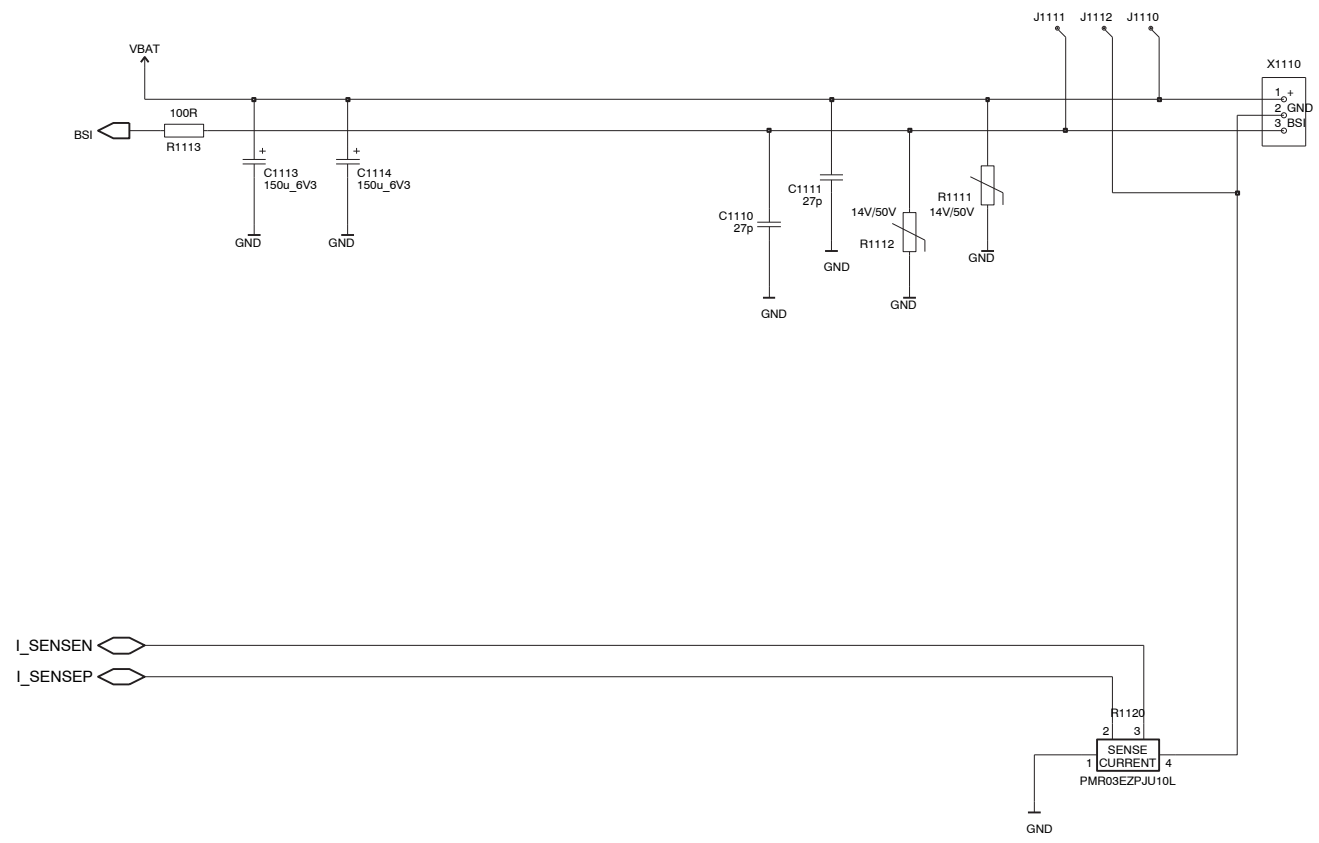 J1111 J1112 J1110
VBAT
X1110
1 +
2 GND
3 BSI
100R
BSI
R1113
+
C1113
150u_6V3
+
C1114
150u_6V3
GND
GND
C1111
27p
C1110
27p
14V/50V
R1112
R1111
14V/50V
GND
GND
GND
GND
I_SENSEN
I_SENSEP
R1120
2 3
SENSE
1 CURRENT 4
PMR03EZPJU10L
GND